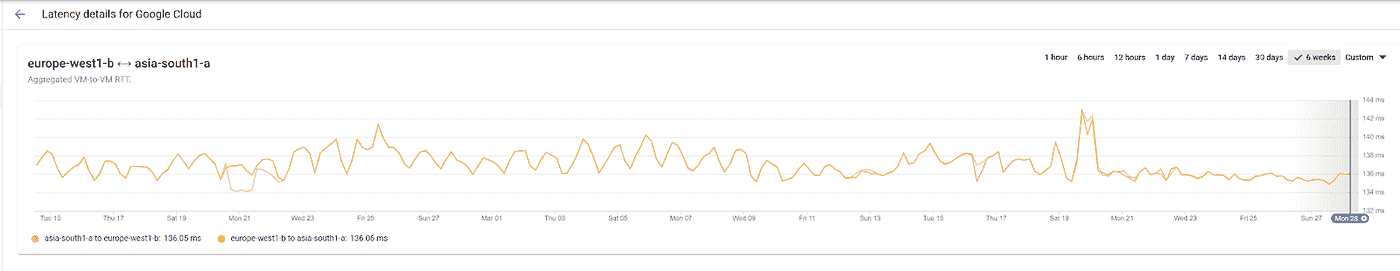 Latency details for Google Cloud
europe-west1-b ↔ asia-south1-a
Aggregated VM-to-VM RTT.
1 hour 6 hours 12 hours 1 day 7 days 14 days 30 days 6 weeks Custom
144 ms
142 ms
140 ms
138 ms
136 ms
134 ms
132 ms
Tue 15 Thu 17 Sat 19 Mon 21 Wed 23 Fri 25 Sun 27 Mar 01 Thu 03 Sat 05 Mon 07 Wed 09 Fri 11 Sun 13 Tue 15 Thu 17 Sat 19 Mon 21 Wed 23 Fri 25 Sun 27 Mon 28
asia-south1-a to europe-west1-b: 136.05 ms europe-west1-b to asia-south1-a: 136.06 ms